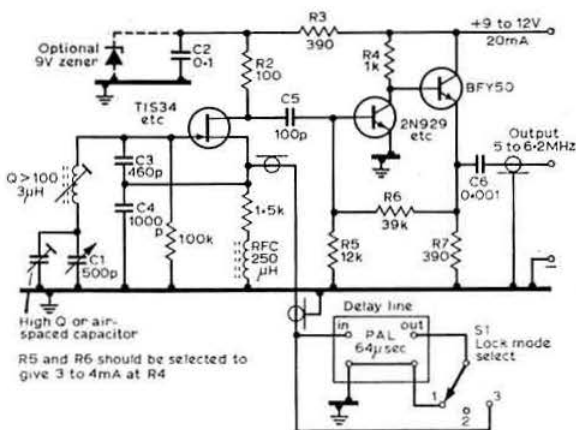 Optional
9V zener
C2
0·1
R3
390
+9 to 12V
20mA
R2
100
R4
1k
BFY50
TIS34
etc
C5
100p
2N929
etc
Output
5 to 6·2MHz
Q>100
3μH
C3
460p
C4
1000
p
100k
1·5k
RFC
250
μH
R6
39k
C6
0·001
R5
12k
R7
390
C1
500p
Delay line
High Q or air-
spaced capacitor
in
PAL
64μsec
out
S1
Lock mode
select
R5 and R6 should be selected to
give 3 to 4mA at R4
1
2
3